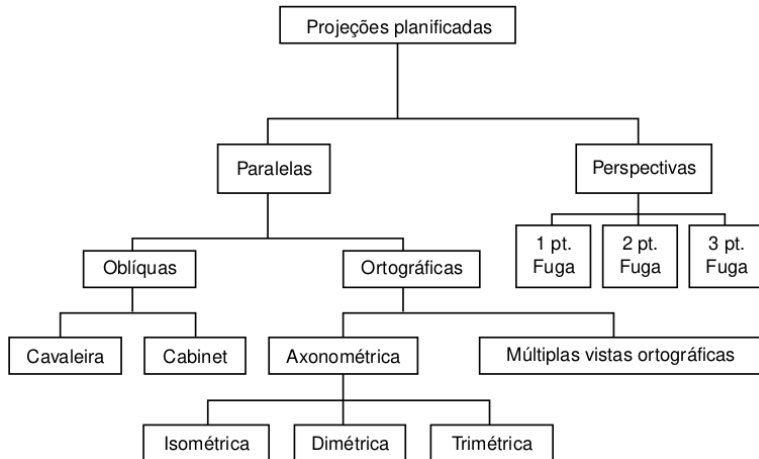 Projeções planificadas
Paralelas
Perspectivas
1 pt.
Fuga
2 pt.
Fuga
3 pt.
Fuga
Oblíquas
Ortográficas
Cavaleira
Cabinet
Axonométrica
Múltiplas vistas ortográficas
Isométrica
Dimétrica
Trimétrica